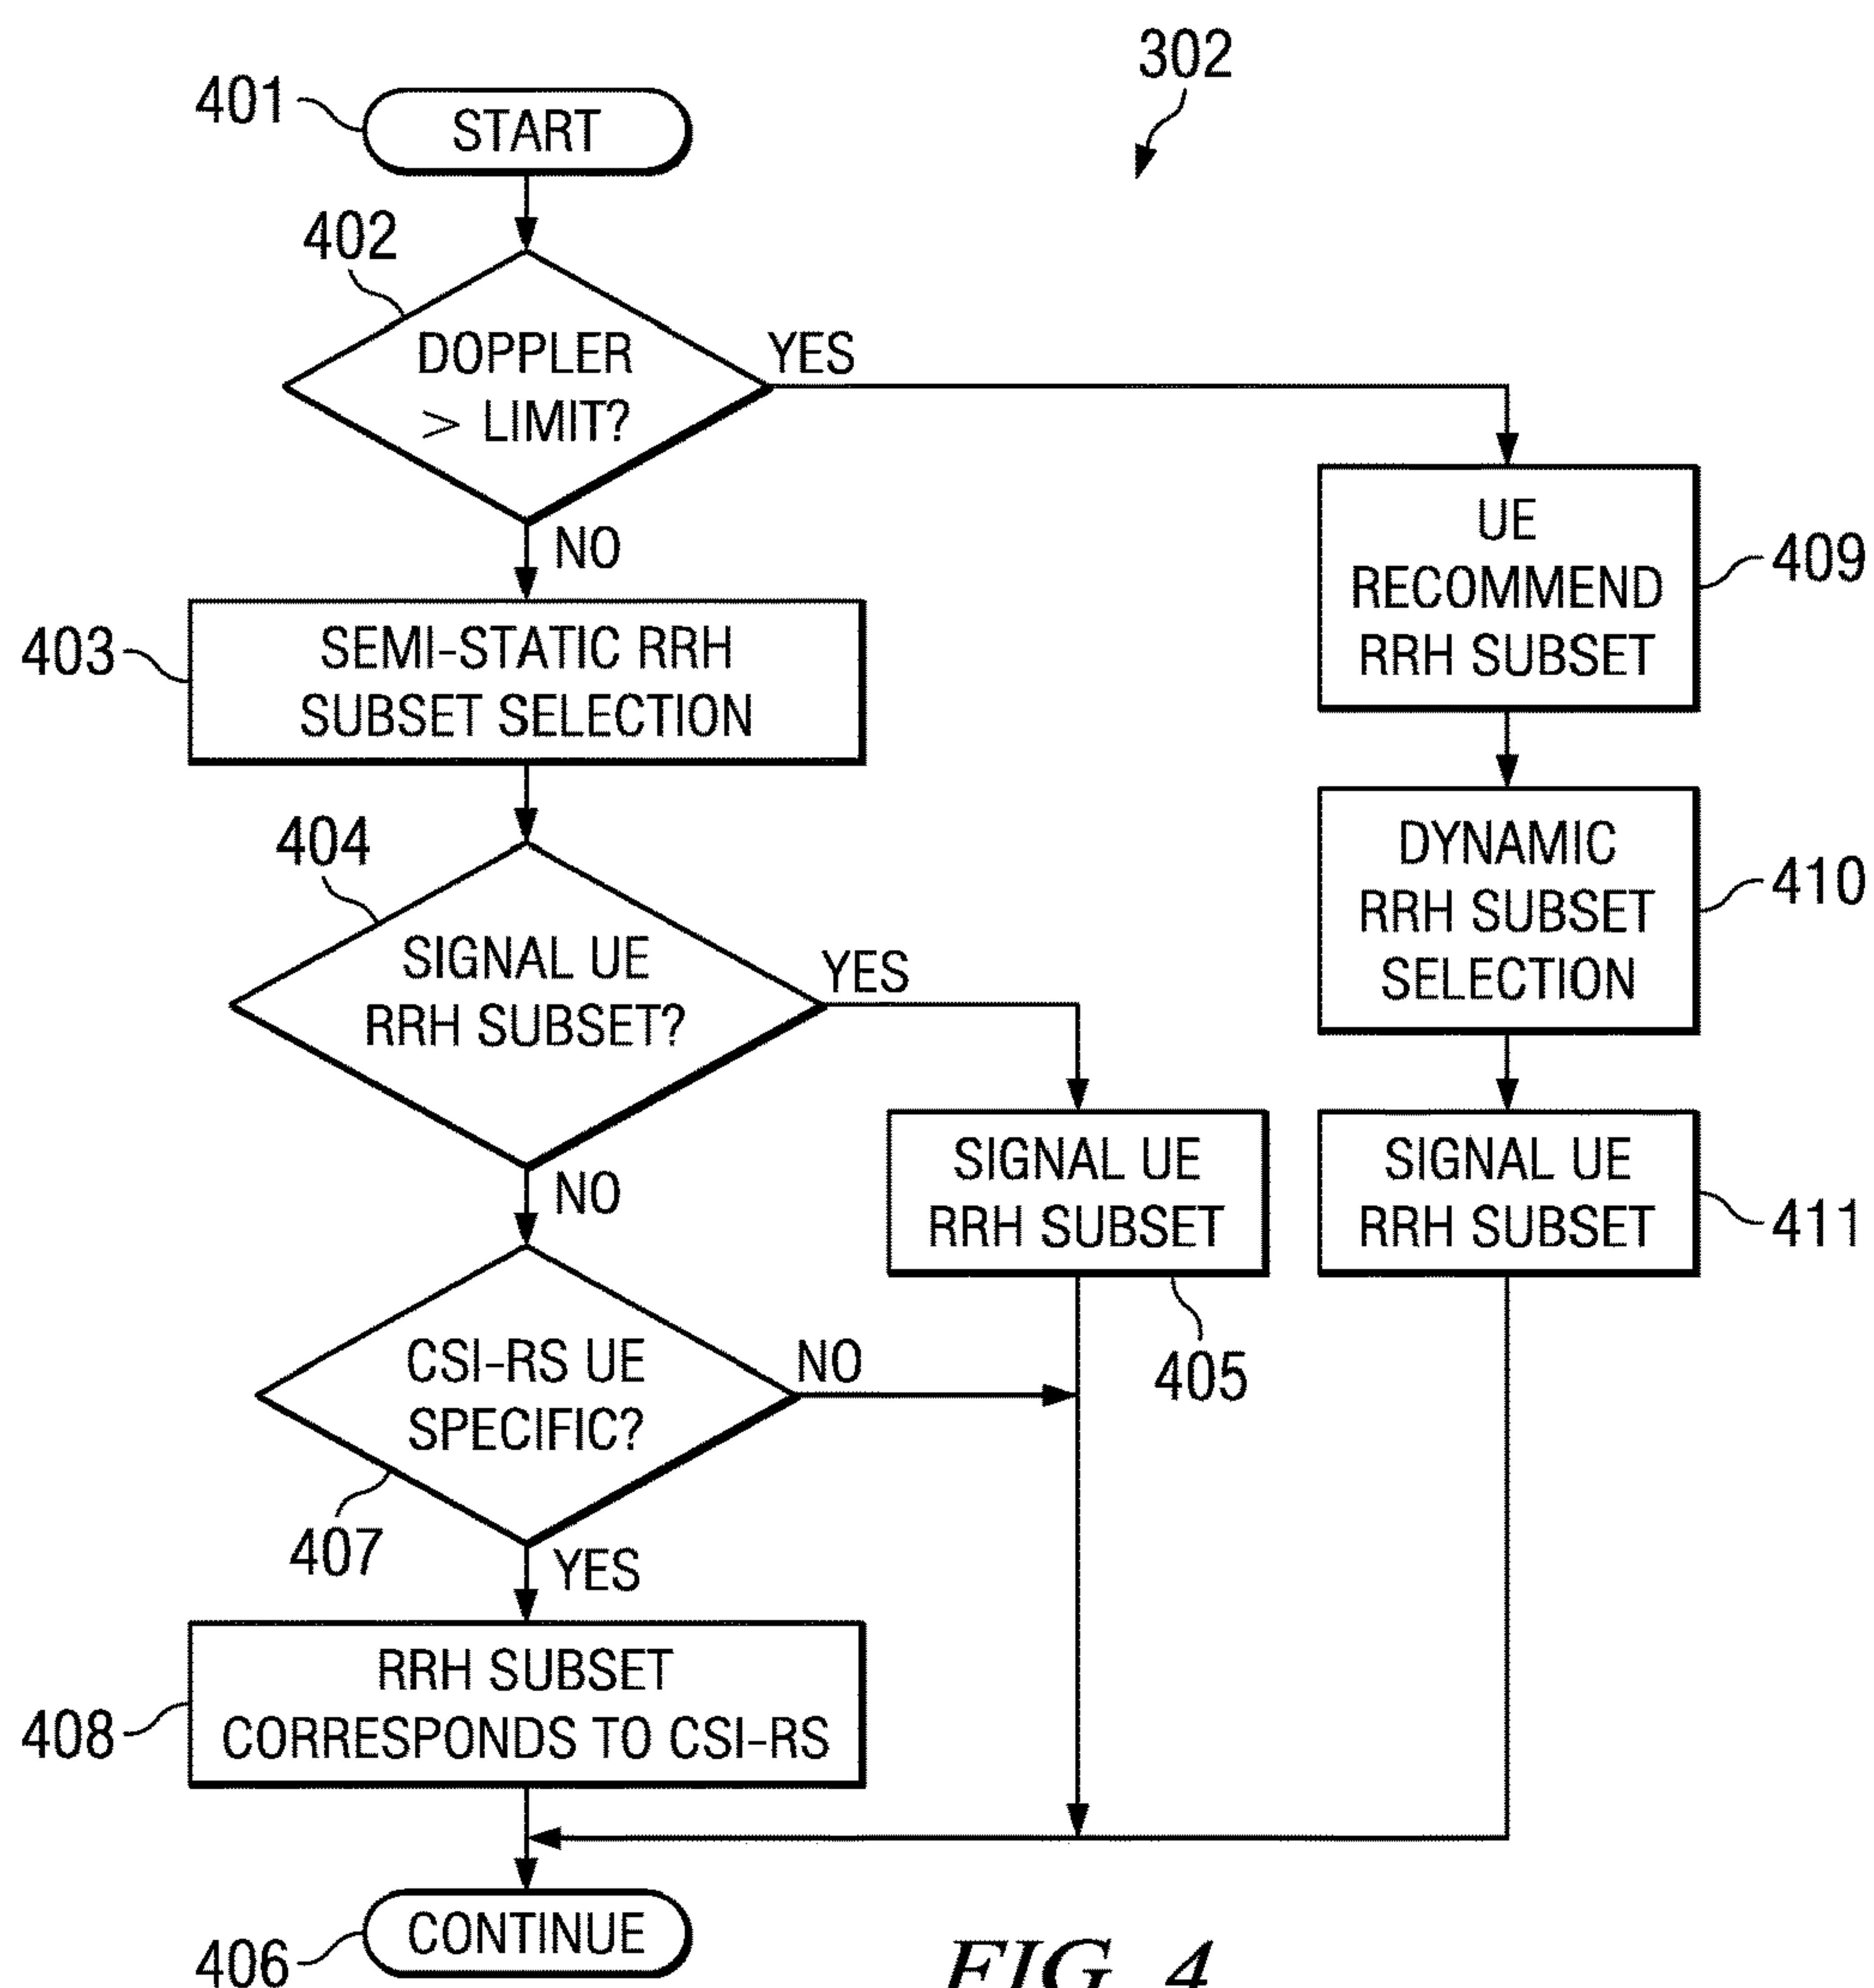 302
401
START
402
DOPPLER
> LIMIT?
YES
NO
403
SEMI-STATIC RRH
SUBSET SELECTION
404
SIGNAL UE
RRH SUBSET?
YES
NO
SIGNAL UE
RRH SUBSET
405
CSI-RS UE
SPECIFIC?
NO
407
YES
RRH SUBSET
CORRESPONDS TO CSI-RS
408
UE
RECOMMEND
RRH SUBSET
409
DYNAMIC
RRH SUBSET
SELECTION
410
SIGNAL UE
RRH SUBSET
411
CONTINUE
406
FIG. 4